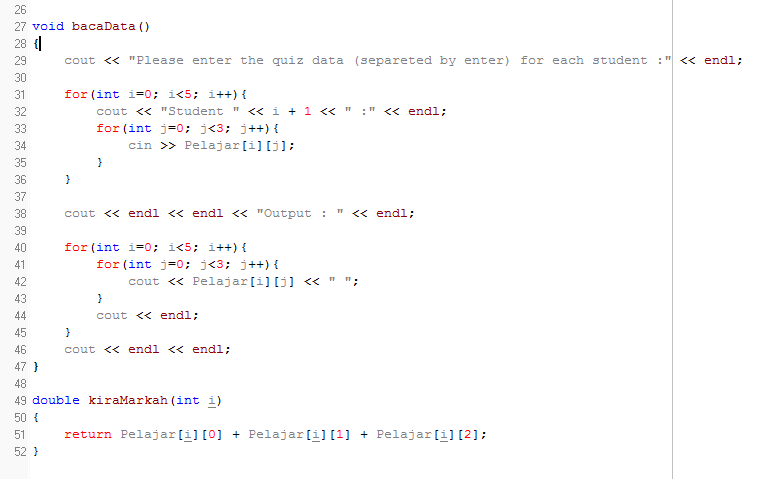 26
27 void bacaData()
28 {
29     cout << "Please enter the quiz data (separeted by enter) for each student :" << endl;
30
31     for(int i=0; i<5; i++){
32         cout << "Student " << i + 1 << " :" << endl;
33         for(int j=0; j<3; j++){
34             cin >> Pelajar[i][j];
35         }
36     }
37
38     cout << endl << endl << "Output : " << endl;
39
40     for(int i=0; i<5; i++){
41         for(int j=0; j<3; j++){
42             cout << Pelajar[i][j] << " ";
43         }
44         cout << endl;
45     }
46     cout << endl << endl;
47 }
48
49 double kiraMarkah(int i)
50 {
51     return Pelajar[i][0] + Pelajar[i][1] + Pelajar[i][2];
52 }